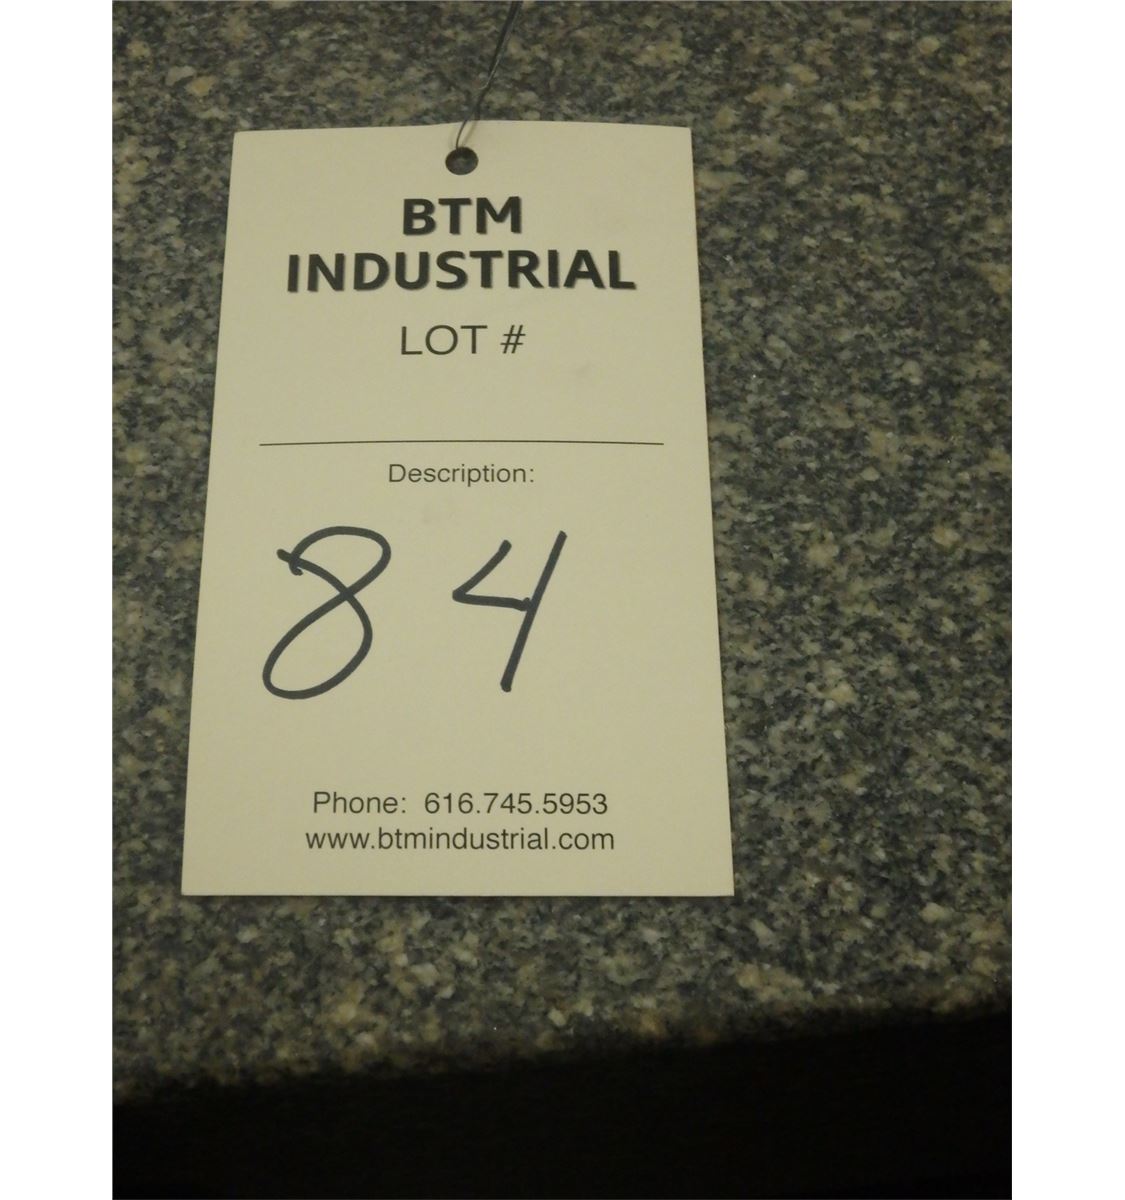 BTM
INDUSTRIAL
LOT #
Description:
84
Phone: 616.745.5953
www.btmindustrial.com